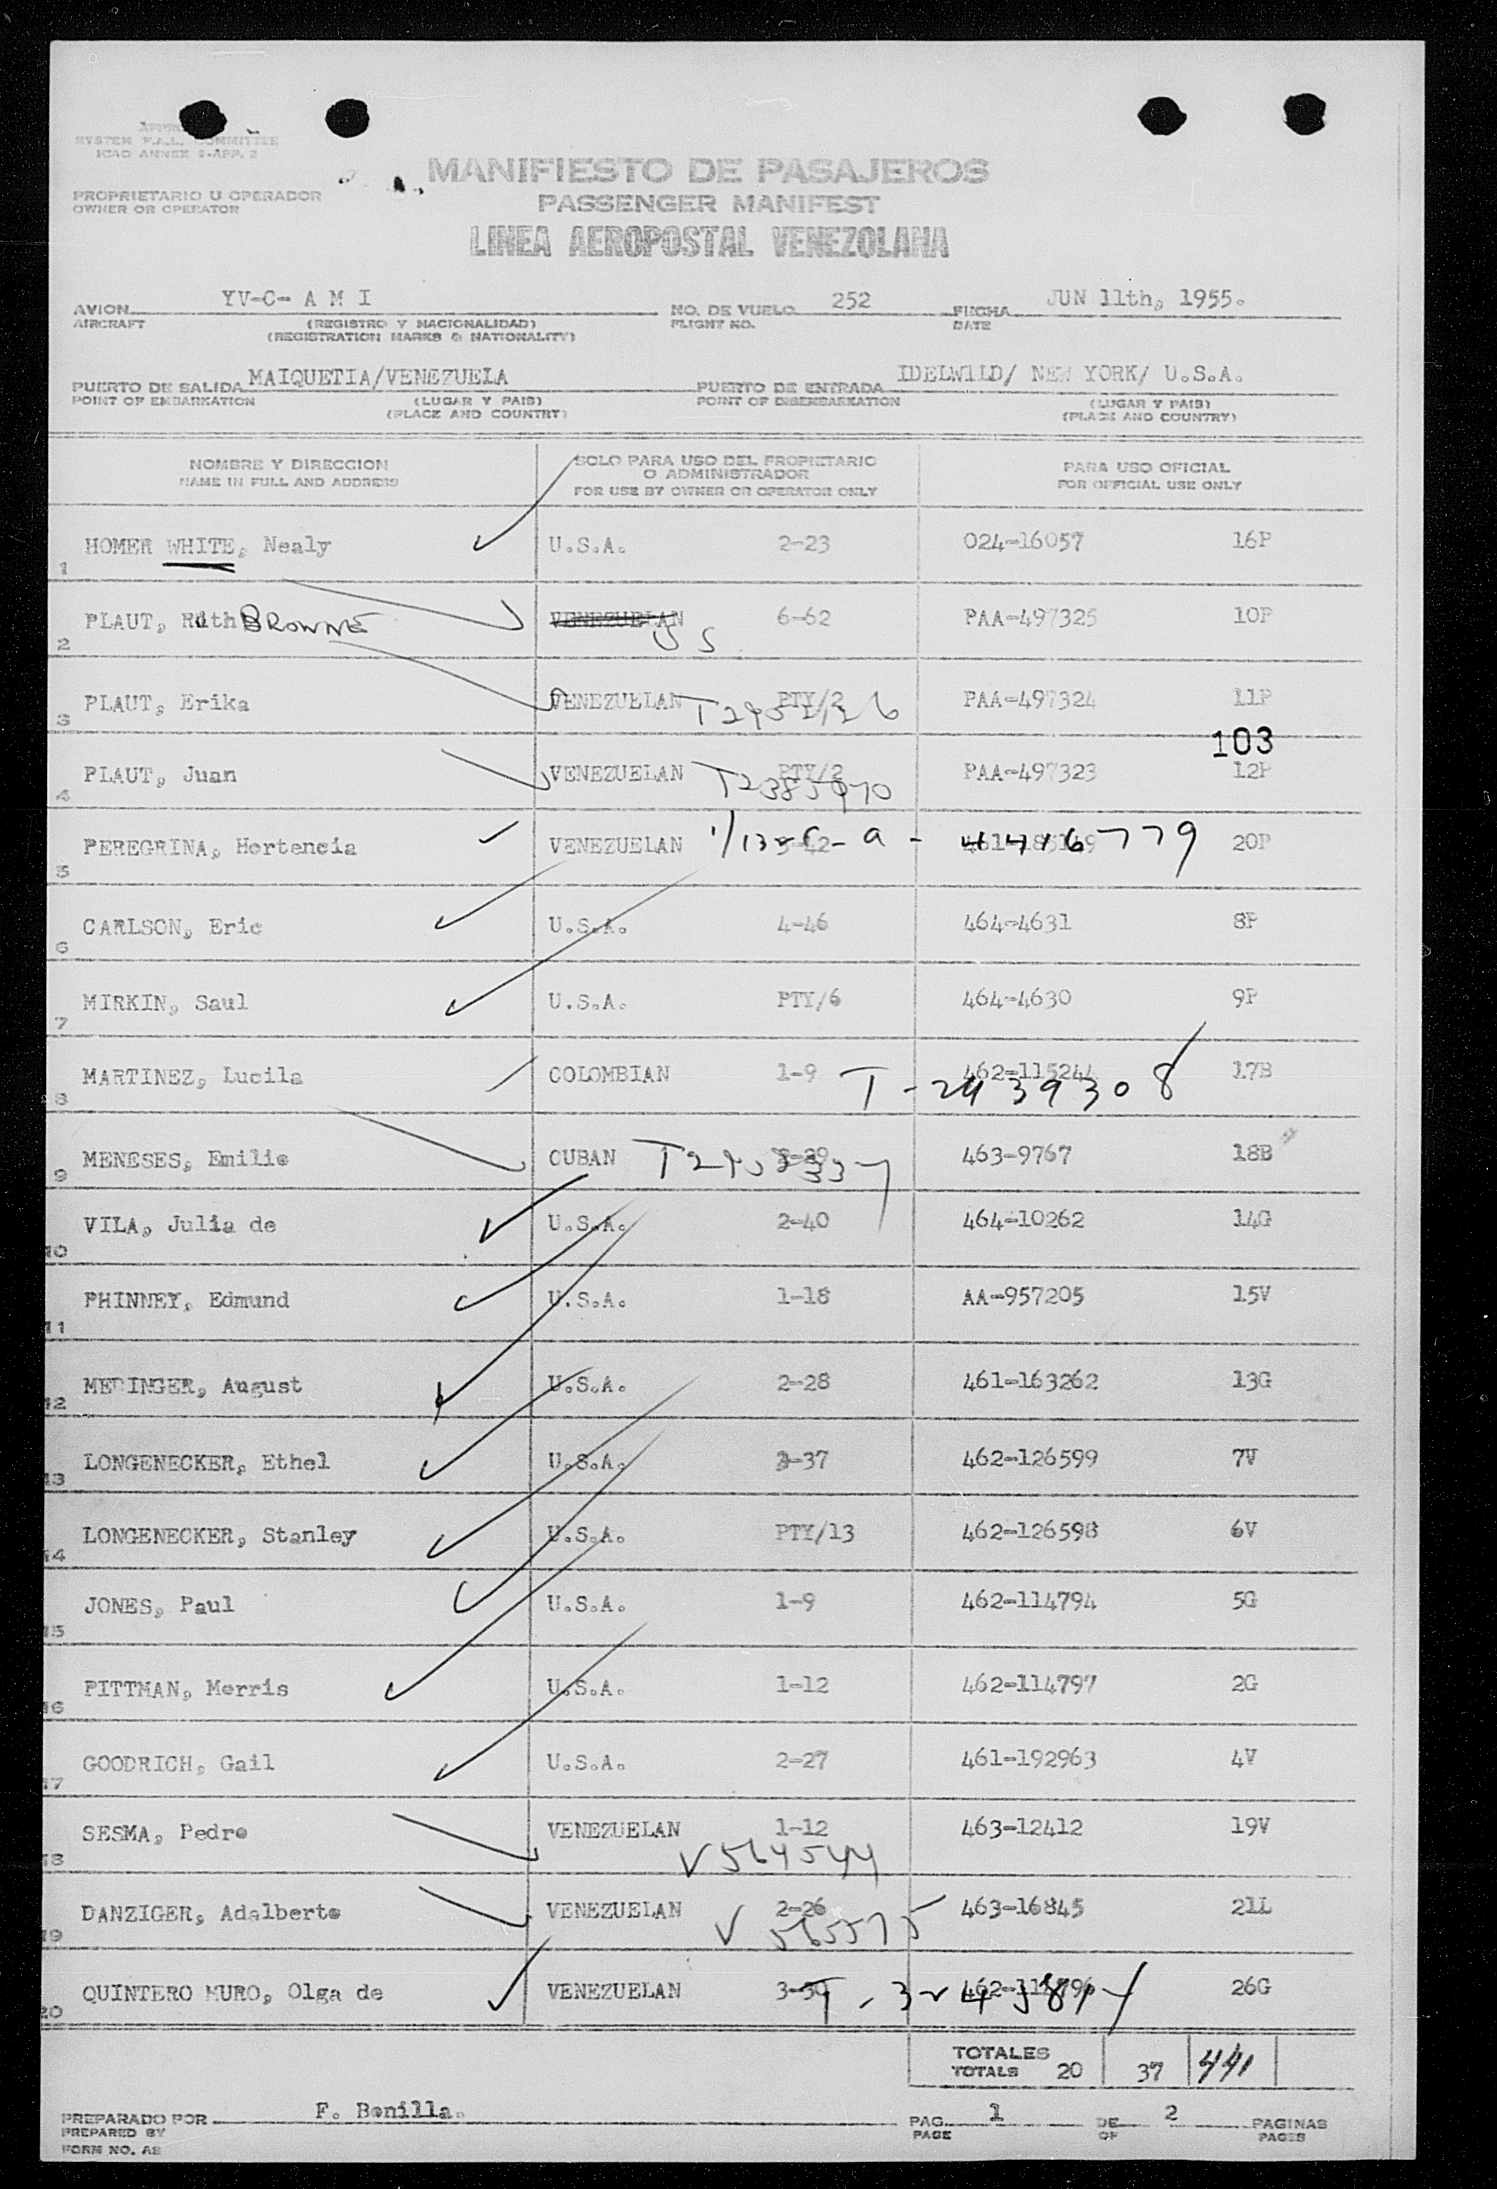 SYSTEM F.A.L. COMMITTEE
ICAO ANNEX 9-APP. 2
MANIFIESTO DE PASAJEROS
PROPRIETARIO U OPERADOR
OWNER OR OPERATOR
PASSENGER MANIFEST
LINEA AEROPOSTAL VENEZOLANA
AVION YV-C- A M I NO. DE VUELO 252 FECHA JUN 11th, 1955.
AIRCRAFT (REGISTRO Y NACIONALIDAD) FLIGHT NO. DATE
(REGISTRATION MARKS & NATIONALITY)
PUERTO DE SALIDA MAIQUETIA/VENEZUELA PUERTO DE ENTRADA IDELWILD/ NEW YORK/ U.S.A.
POINT OF EMBARKATION (LUGAR Y PAIS) POINT OF DISEMBARKATION (LUGAR Y PAIS)
(PLACE AND COUNTRY) (PLACE AND COUNTRY)
NOMBRE Y DIRECCION SOLO PARA USO DEL PROPIETARIO O ADMINISTRADOR PARA USO OFICIAL
NAME IN FULL AND ADDRESS FOR USE BY OWNER OR OPERATOR ONLY FOR OFFICIAL USE ONLY
1 HOMER WHITE, Nealy U.S.A. 2-23 024-16057 16P
2 PLAUT, Ruth BROWNE VENEZUELAN US 6-62 PAA-497325 10P
3 PLAUT, Erika VENEZUELAN PTY/2 PAA-497324 11P
103
4 PLAUT, Juan VENEZUELAN PTY/2 T2385970 PAA-497323 12P
5 PEREGRINA, Hortencia VENEZUELAN 20P
6 CARLSON, Eric U.S.A. 4-46 464-4631 8P
7 MIRKIN, Saul U.S.A. PTY/6 464-4630 9P
8 MARTINEZ, Lucila COLOMBIAN 1-9 462-115244 17B
T-2439308
9 MENESES, Emilio CUBAN 463-9767 18B
10 VILA, Julia de U.S.A. 2-40 464-10262 14G
11 PHINNEY, Edmund U.S.A. 1-18 AA-957205 15V
12 MEDINGER, August U.S.A. 2-28 461-163262 13G
13 LONGENECKER, Ethel U.S.A. 3-37 462-126599 7V
14 LONGENECKER, Stanley U.S.A. PTY/13 462-126598 6V
15 JONES, Paul U.S.A. 1-9 462-114794 5G
16 PITTMAN, Morris U.S.A. 1-12 462-114797 2G
17 GOODRICH, Gail U.S.A. 2-27 461-192963 4V
18 SESMA, Pedro VENEZUELAN 1-12 463-12412 19V
V564544
19 DANZIGER, Adalberto VENEZUELAN 2-26 463-16845 21L
V 565575
20 QUINTERO MURO, Olga de VENEZUELAN 3-30 26G
TOTALES
TOTALS 20 37 441
PREPARADO POR F. Bonilla. PAG. 1 DE 2 PAGINAS
PREPARED BY PAGE OF PAGES
FORM NO. A8